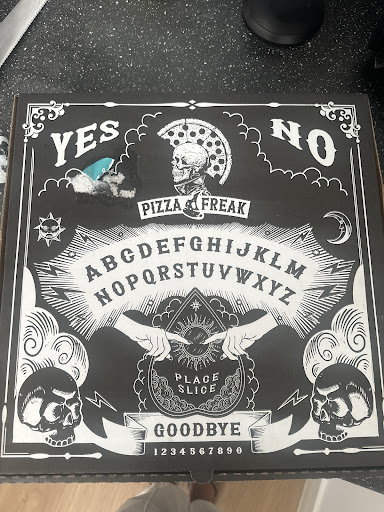 YES NO
PIZZA FREAK
ABCDEFGHIJKLM
NOPQRSTUVWXYZ
PLACE
SLICE
GOODBYE
1234567890